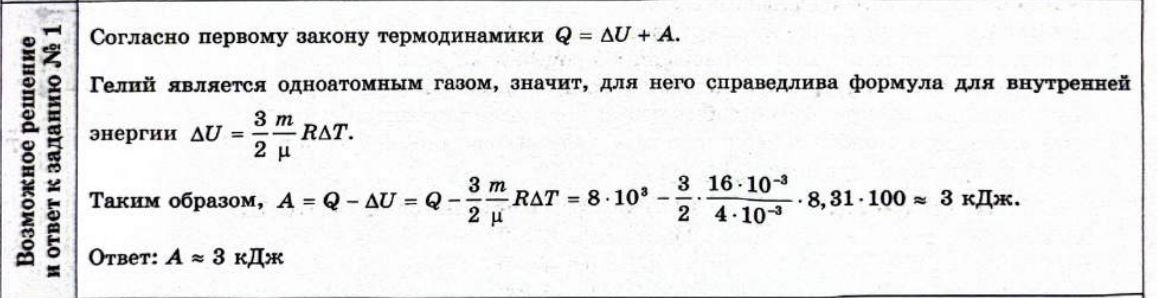 Возможное решение
и ответ к заданию № 1
Согласно первому закону термодинамики Q = ΔU + A.
Гелий является одноатомным газом, значит, для него справедлива формула для внутренней
энергии ΔU = 3/2 m/μ RΔT.
Таким образом, A = Q − ΔU = Q − 3/2 m/μ RΔT = 8 · 10³ − 3/2 · 16 · 10⁻³/4 · 10⁻³ · 8,31 · 100 ≈ 3 кДж.
Ответ: A ≈ 3 кДж